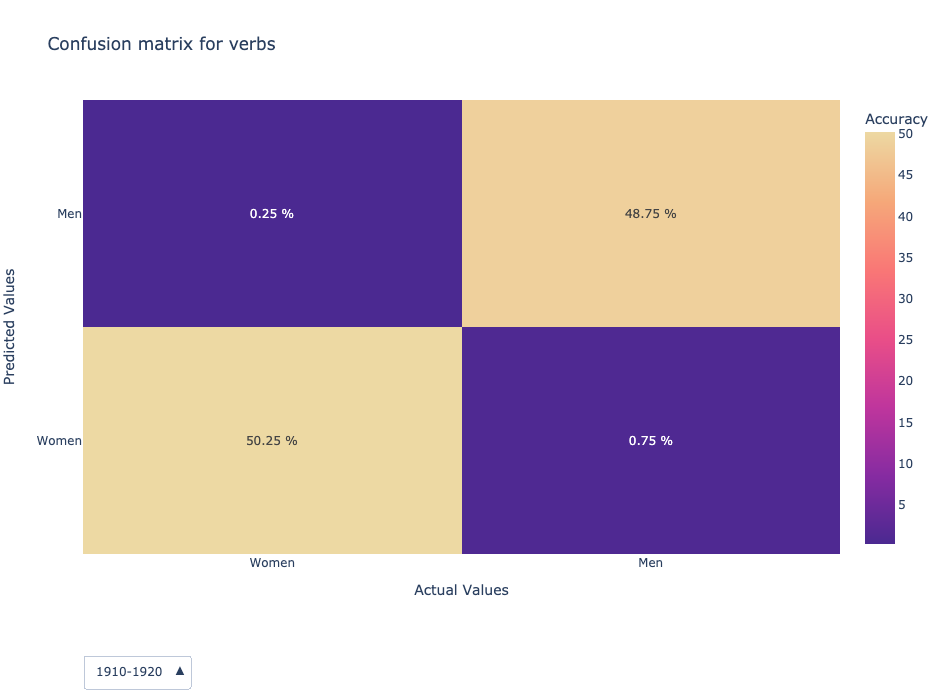 Confusion matrix for verbs
Accuracy
50
45
40
35
30
25
20
15
10
5
Predicted Values
Men
0.25 %
48.75 %
Women
50.25 %
0.75 %
Women
Men
Actual Values
1910-1920 ▲